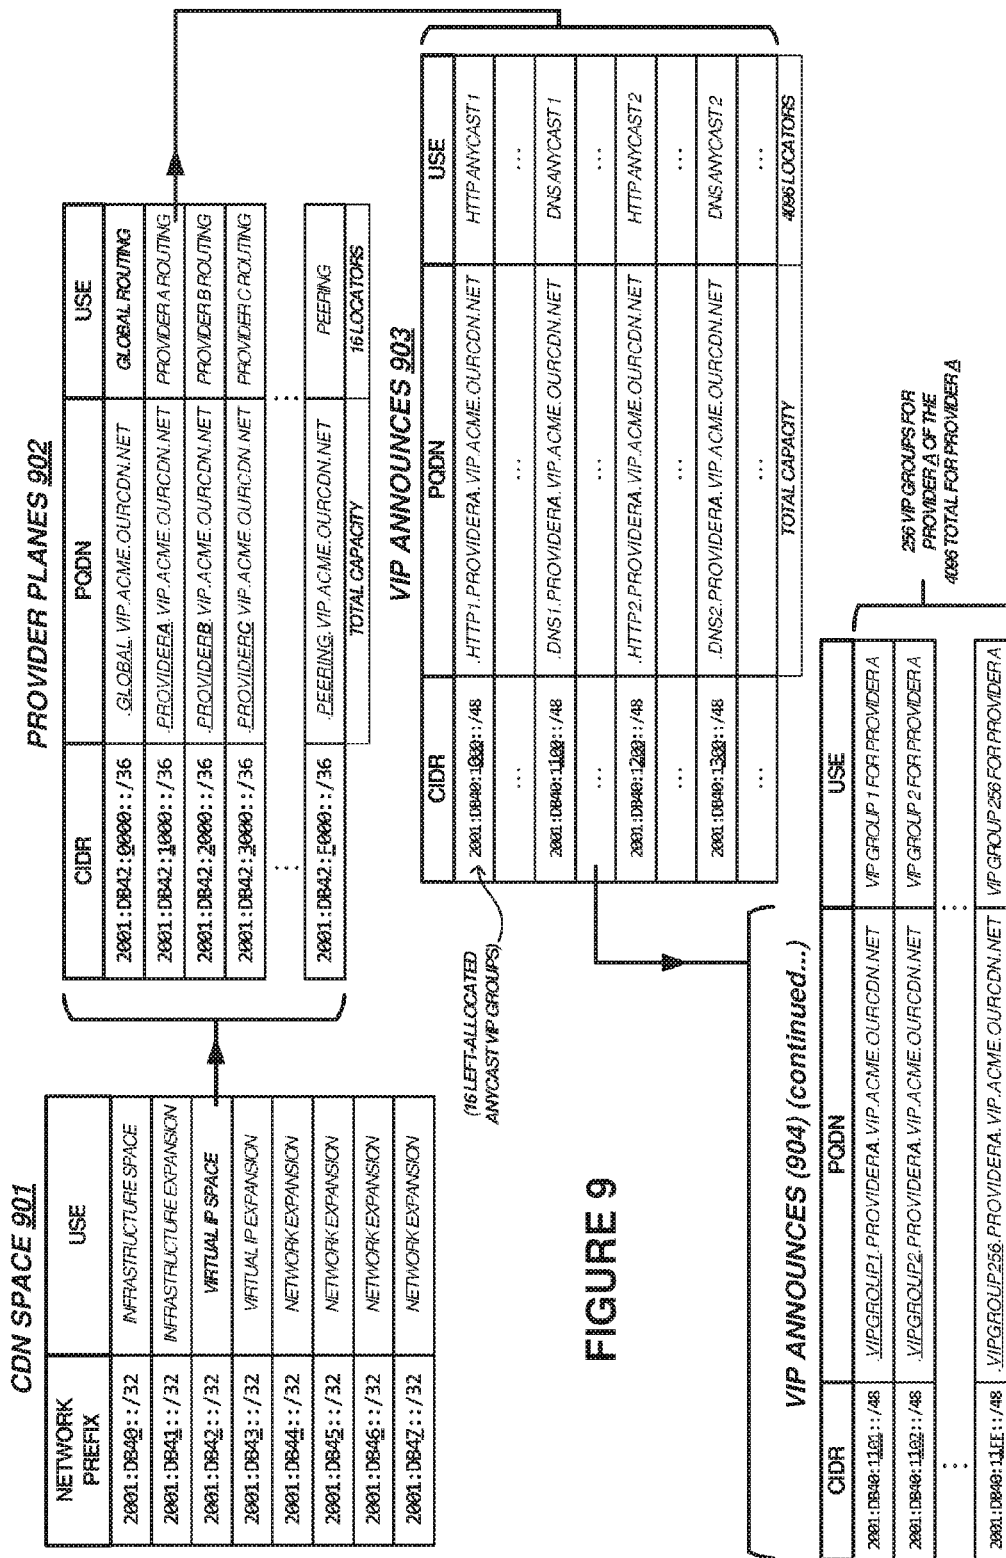 CDN SPACE 901
NETWORK PREFIX USE
2001:DB40::/32 INFRASTRUCTURE SPACE
2001:DB41::/32 INFRASTRUCTURE EXPANSION
2001:DB42::/32 VIRTUAL IP SPACE
2001:DB43::/32 VIRTUAL IP EXPANSION
2001:DB44::/32 NETWORK EXPANSION
2001:DB45::/32 NETWORK EXPANSION
2001:DB46::/32 NETWORK EXPANSION
2001:DB47::/32 NETWORK EXPANSION
PROVIDER PLANES 902
CIDR PQDN USE
2001:DB42:0000::/36 .GLOBAL.VIP.ACME.OURCDN.NET GLOBAL ROUTING
2001:DB42:1000::/36 .PROVIDERA.VIP.ACME.OURCDN.NET PROVIDER A ROUTING
2001:DB42:2000::/36 .PROVIDERB.VIP.ACME.OURCDN.NET PROVIDER B ROUTING
2001:DB42:3000::/36 .PROVIDERC.VIP.ACME.OURCDN.NET PROVIDER C ROUTING
... ...
2001:DB42:F000::/36 .PEERING.VIP.ACME.OURCDN.NET PEERING
TOTAL CAPACITY 16 LOCATORS
VIP ANNOUNCES 903
CIDR PQDN USE
2001:DB40:1000::/48 .HTTP1.PROVIDERA.VIP.ACME.OURCDN.NET HTTP ANYCAST 1
... ... ...
2001:DB40:1100::/48 .DNS1.PROVIDERA.VIP.ACME.OURCDN.NET DNS ANYCAST 1
... ... ...
2001:DB40:1200::/48 .HTTP2.PROVIDERA.VIP.ACME.OURCDN.NET HTTP ANYCAST 2
... ... ...
2001:DB40:1300::/48 .DNS2.PROVIDERA.VIP.ACME.OURCDN.NET DNS ANYCAST 2
... ... ...
TOTAL CAPACITY 4096 LOCATORS
(16 LEFT-ALLOCATED
ANYCAST VIP GROUPS)
FIGURE 9
VIP ANNOUNCES (904) (continued...)
CIDR PQDN USE
2001:DB40:1101::/48 .VIPGROUP1.PROVIDERA.VIP.ACME.OURCDN.NET VIP GROUP 1 FOR PROVIDER A
2001:DB40:1102::/48 .VIPGROUP2.PROVIDERA.VIP.ACME.OURCDN.NET VIP GROUP 2 FOR PROVIDER A
... ...
2001:DB40:11FF::/48 .VIPGROUP256.PROVIDERA.VIP.ACME.OURCDN.NET VIP GROUP 256 FOR PROVIDER A
256 VIP GROUPS FOR
PROVIDER A OF THE
4096 TOTAL FOR PROVIDER A